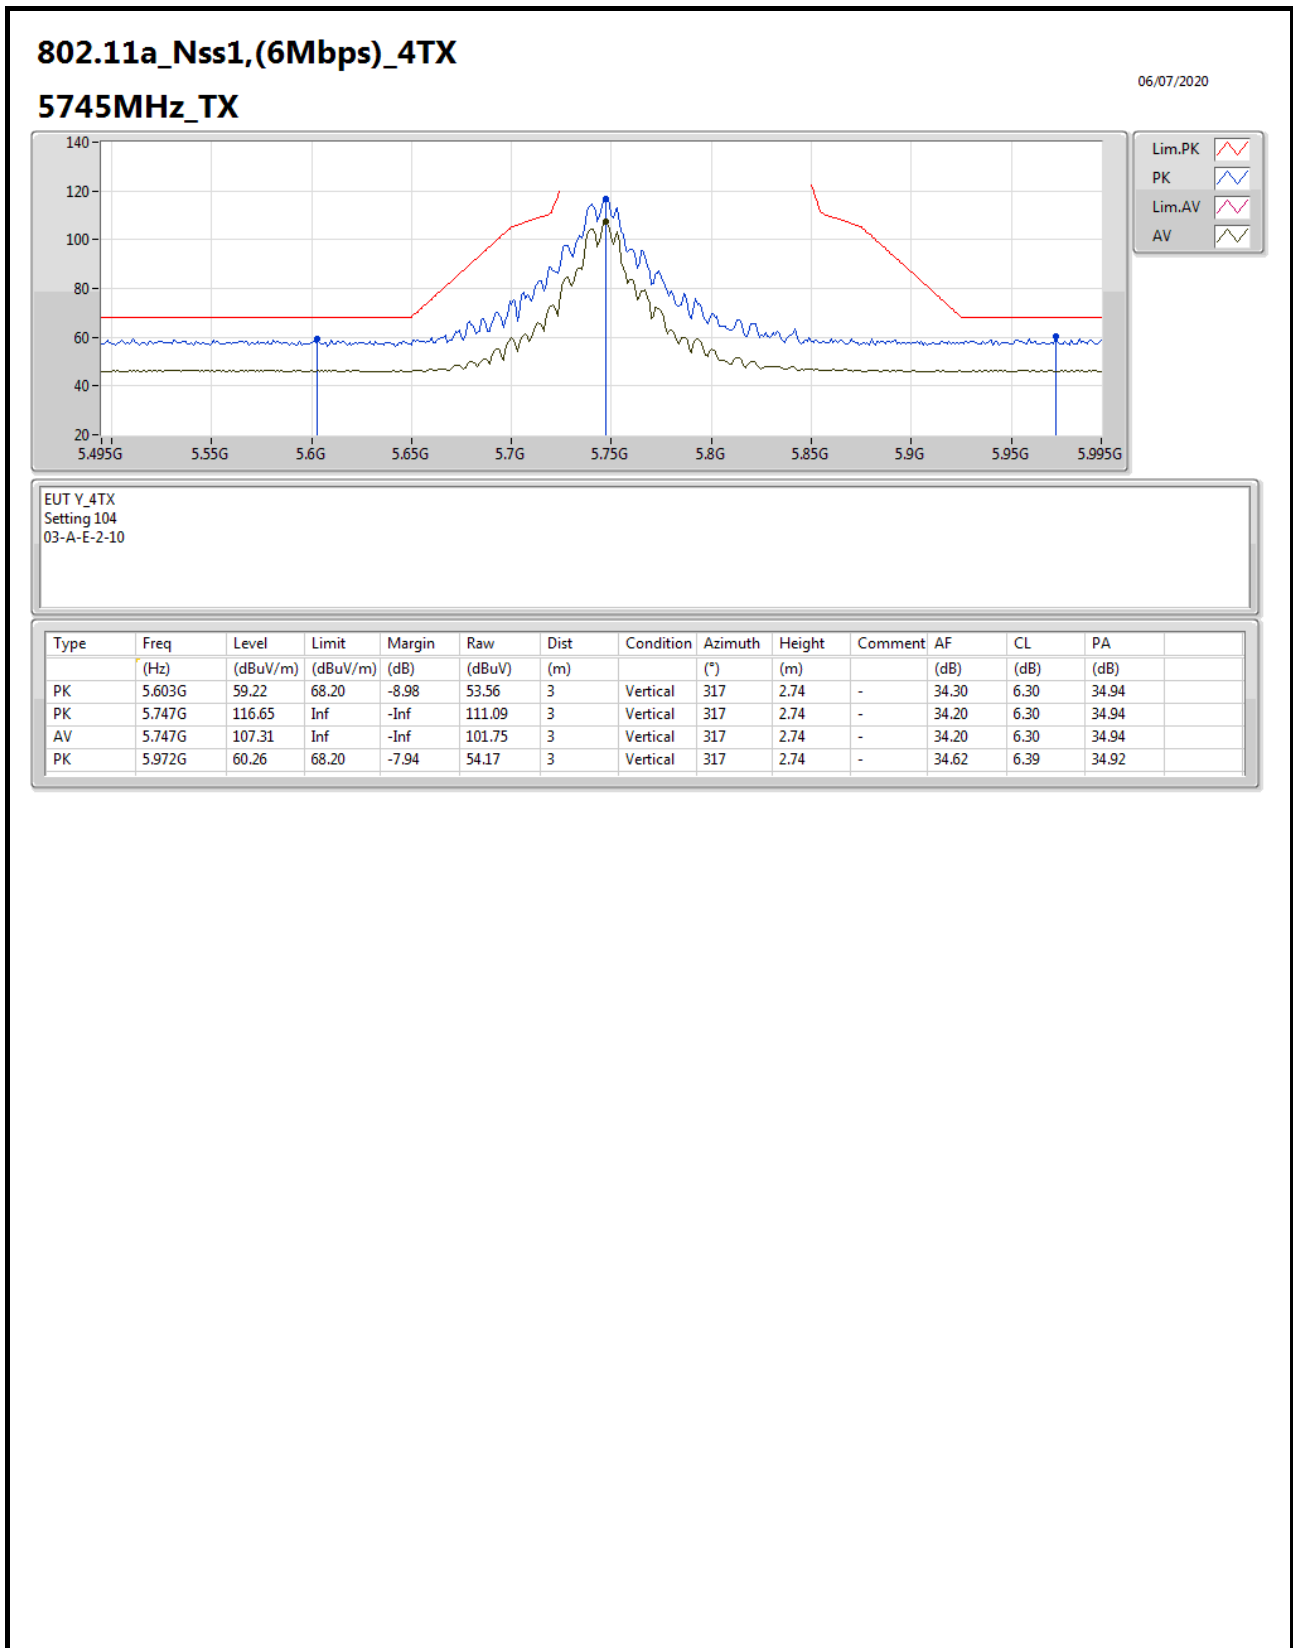 802.11a_Nss1,(6Mbps)_4TX
06/07/2020
5745MHz_TX
140
120
100
80
60
40
20
5.495G 5.55G 5.6G 5.65G 5.7G 5.75G 5.8G 5.85G 5.9G 5.95G 5.995G
Lim.PK
PK
Lim.AV
AV
EUT Y_4TX
Setting 104
03-A-E-2-10
Type Freq Level Limit Margin Raw Dist Condition Azimuth Height Comment AF CL PA
(Hz) (dBuV/m) (dBuV/m) (dB) (dBuV) (m) (°) (m) (dB) (dB) (dB)
PK 5.603G 59.22 68.20 -8.98 53.56 3 Vertical 317 2.74 - 34.30 6.30 34.94
PK 5.747G 116.65 Inf -Inf 111.09 3 Vertical 317 2.74 - 34.20 6.30 34.94
AV 5.747G 107.31 Inf -Inf 101.75 3 Vertical 317 2.74 - 34.20 6.30 34.94
PK 5.972G 60.26 68.20 -7.94 54.17 3 Vertical 317 2.74 - 34.62 6.39 34.92